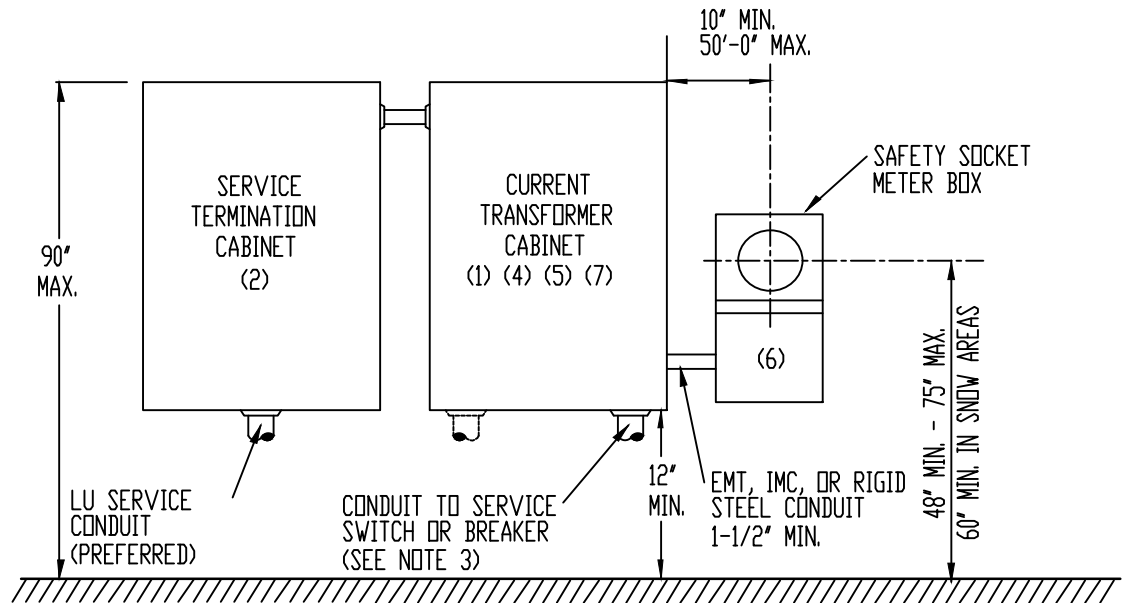 10" MIN.
50'-0" MAX.
SAFETY SOCKET
METER BOX
SERVICE
TERMINATION
CABINET
(2)
CURRENT
TRANSFORMER
CABINET
(1) (4) (5) (7)
90"
MAX.
(6)
48" MIN. - 75" MAX.
60" MIN. IN SNOW AREAS
12"
MIN.
EMT, IMC, OR RIGID
STEEL CONDUIT
1-1/2" MIN.
LU SERVICE
CONDUIT
(PREFERRED)
CONDUIT TO SERVICE
SWITCH OR BREAKER
(SEE NOTE 3)